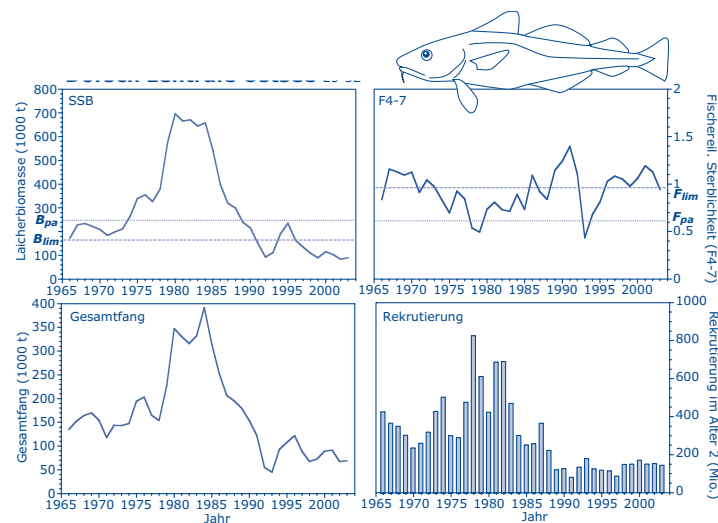 SSB
Laicherbiomasse (1000 t)
800
700
600
500
400
300
200
100
0
Bpa
Blim
1965 1970 1975 1980 1985 1990 1995 2000
F4-7
2
1.5
1
0.5
0
Flim
Fpa
Fischereil. Sterblichkeit (F4-7)
1965 1970 1975 1980 1985 1990 1995 2000
Gesamtfang
Gesamtfang (1000 t)
400
350
300
250
200
150
100
50
0
1965 1970 1975 1980 1985 1990 1995 2000
Jahr
Rekrutierung
1000
800
600
400
200
0
Rekrutierung im Alter 2 (Mio.)
1965 1970 1975 1980 1985 1990 1995 2000
Jahr